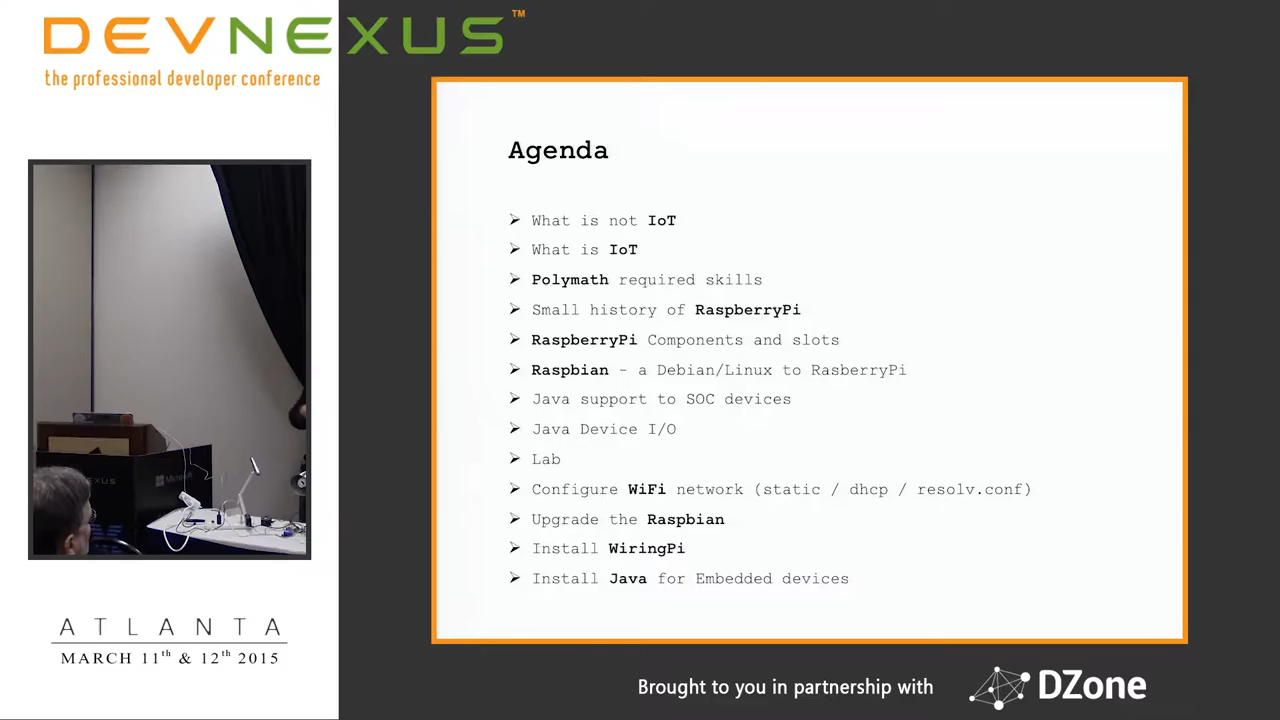 DEVNEXUS™
the professional developer conference
Agenda
➢ What is not IoT
➢ What is IoT
➢ Polymath required skills
➢ Small history of RaspberryPi
➢ RaspberryPi Components and slots
➢ Raspbian – a Debian/Linux to RasberryPi
➢ Java support to SOC devices
➢ Java Device I/O
➢ Lab
➢ Configure WiFi network (static / dhcp / resolv.conf)
➢ Upgrade the Raspbian
➢ Install WiringPi
➢ Install Java for Embedded devices
Microsoft
ATLANTA
MARCH 11th & 12th 2015
Brought to you in partnership with DZone